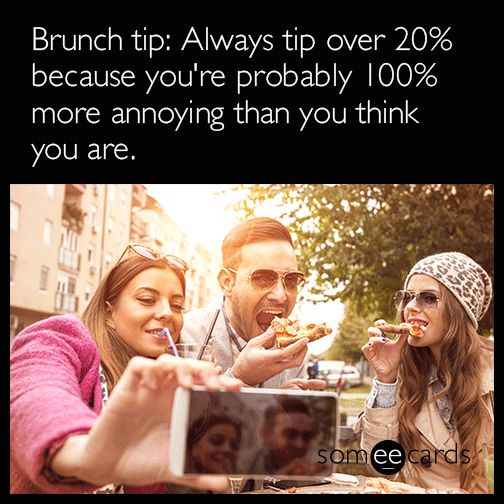 Brunch tip: Always tip over 20%
because you're probably 100%
more annoying than you think
you are.
someecards